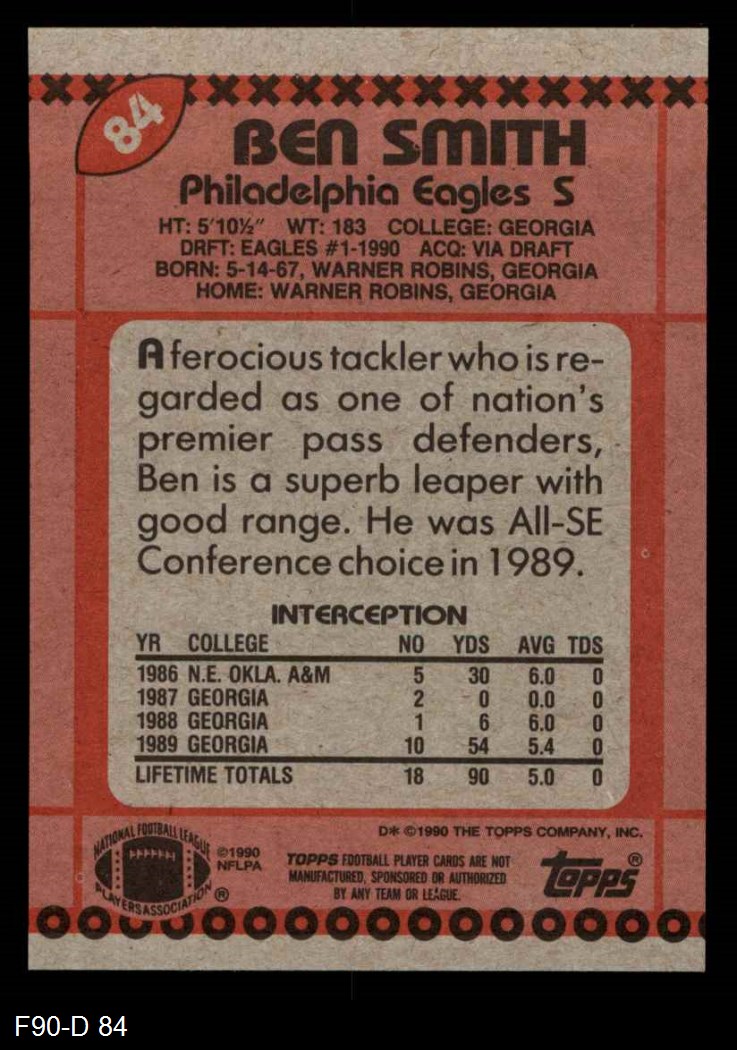 84
BEN SMITH
Philadelphia Eagles S
HT: 5'10½" WT: 183 COLLEGE: GEORGIA
DRFT: EAGLES #1-1990 ACQ: VIA DRAFT
BORN: 5-14-67, WARNER ROBINS, GEORGIA
HOME: WARNER ROBINS, GEORGIA
A ferocious tackler who is re-
garded as one of nation's
premier pass defenders,
Ben is a superb leaper with
good range. He was All-SE
Conference choice in 1989.
INTERCEPTION
YR COLLEGE NO YDS AVG TDS
1986 N.E. OKLA. A&M 5 30 6.0 0
1987 GEORGIA 2 0 0.0 0
1988 GEORGIA 1 6 6.0 0
1989 GEORGIA 10 54 5.4 0
LIFETIME TOTALS 18 90 5.0 0
D* ©1990 THE TOPPS COMPANY, INC.
NATIONAL FOOTBALL LEAGUE
PLAYERS ASSOCIATION ®
©1990
NFLPA
TOPPS FOOTBALL PLAYER CARDS ARE NOT
MANUFACTURED, SPONSORED OR AUTHORIZED
BY ANY TEAM OR LEAGUE.
topps®
F90-D 84